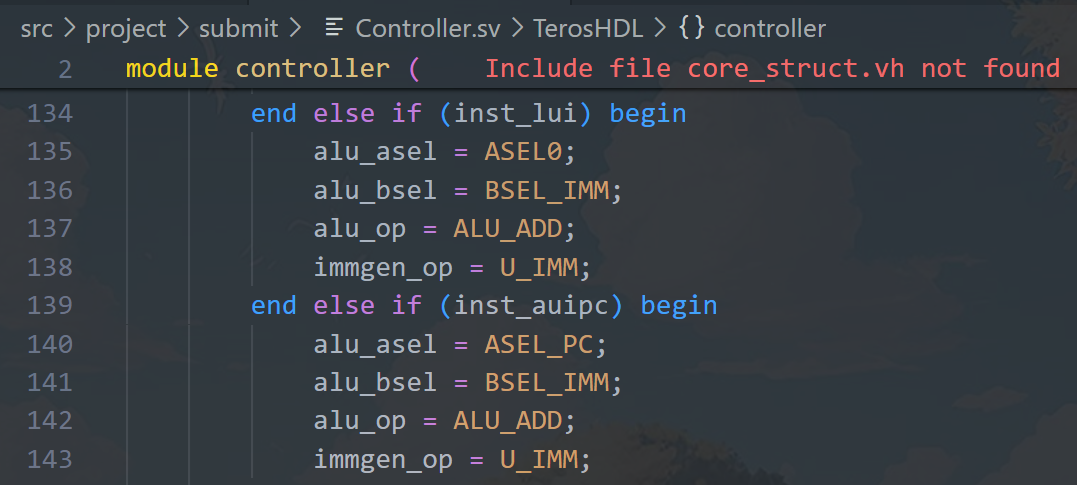 src > project > submit > Controller.sv > TerosHDL > {} controller
2 module controller ( Include file core_struct.vh not found
134 end else if (inst_lui) begin
135 alu_asel = ASEL0;
136 alu_bsel = BSEL_IMM;
137 alu_op = ALU_ADD;
138 immgen_op = U_IMM;
139 end else if (inst_auipc) begin
140 alu_asel = ASEL_PC;
141 alu_bsel = BSEL_IMM;
142 alu_op = ALU_ADD;
143 immgen_op = U_IMM;